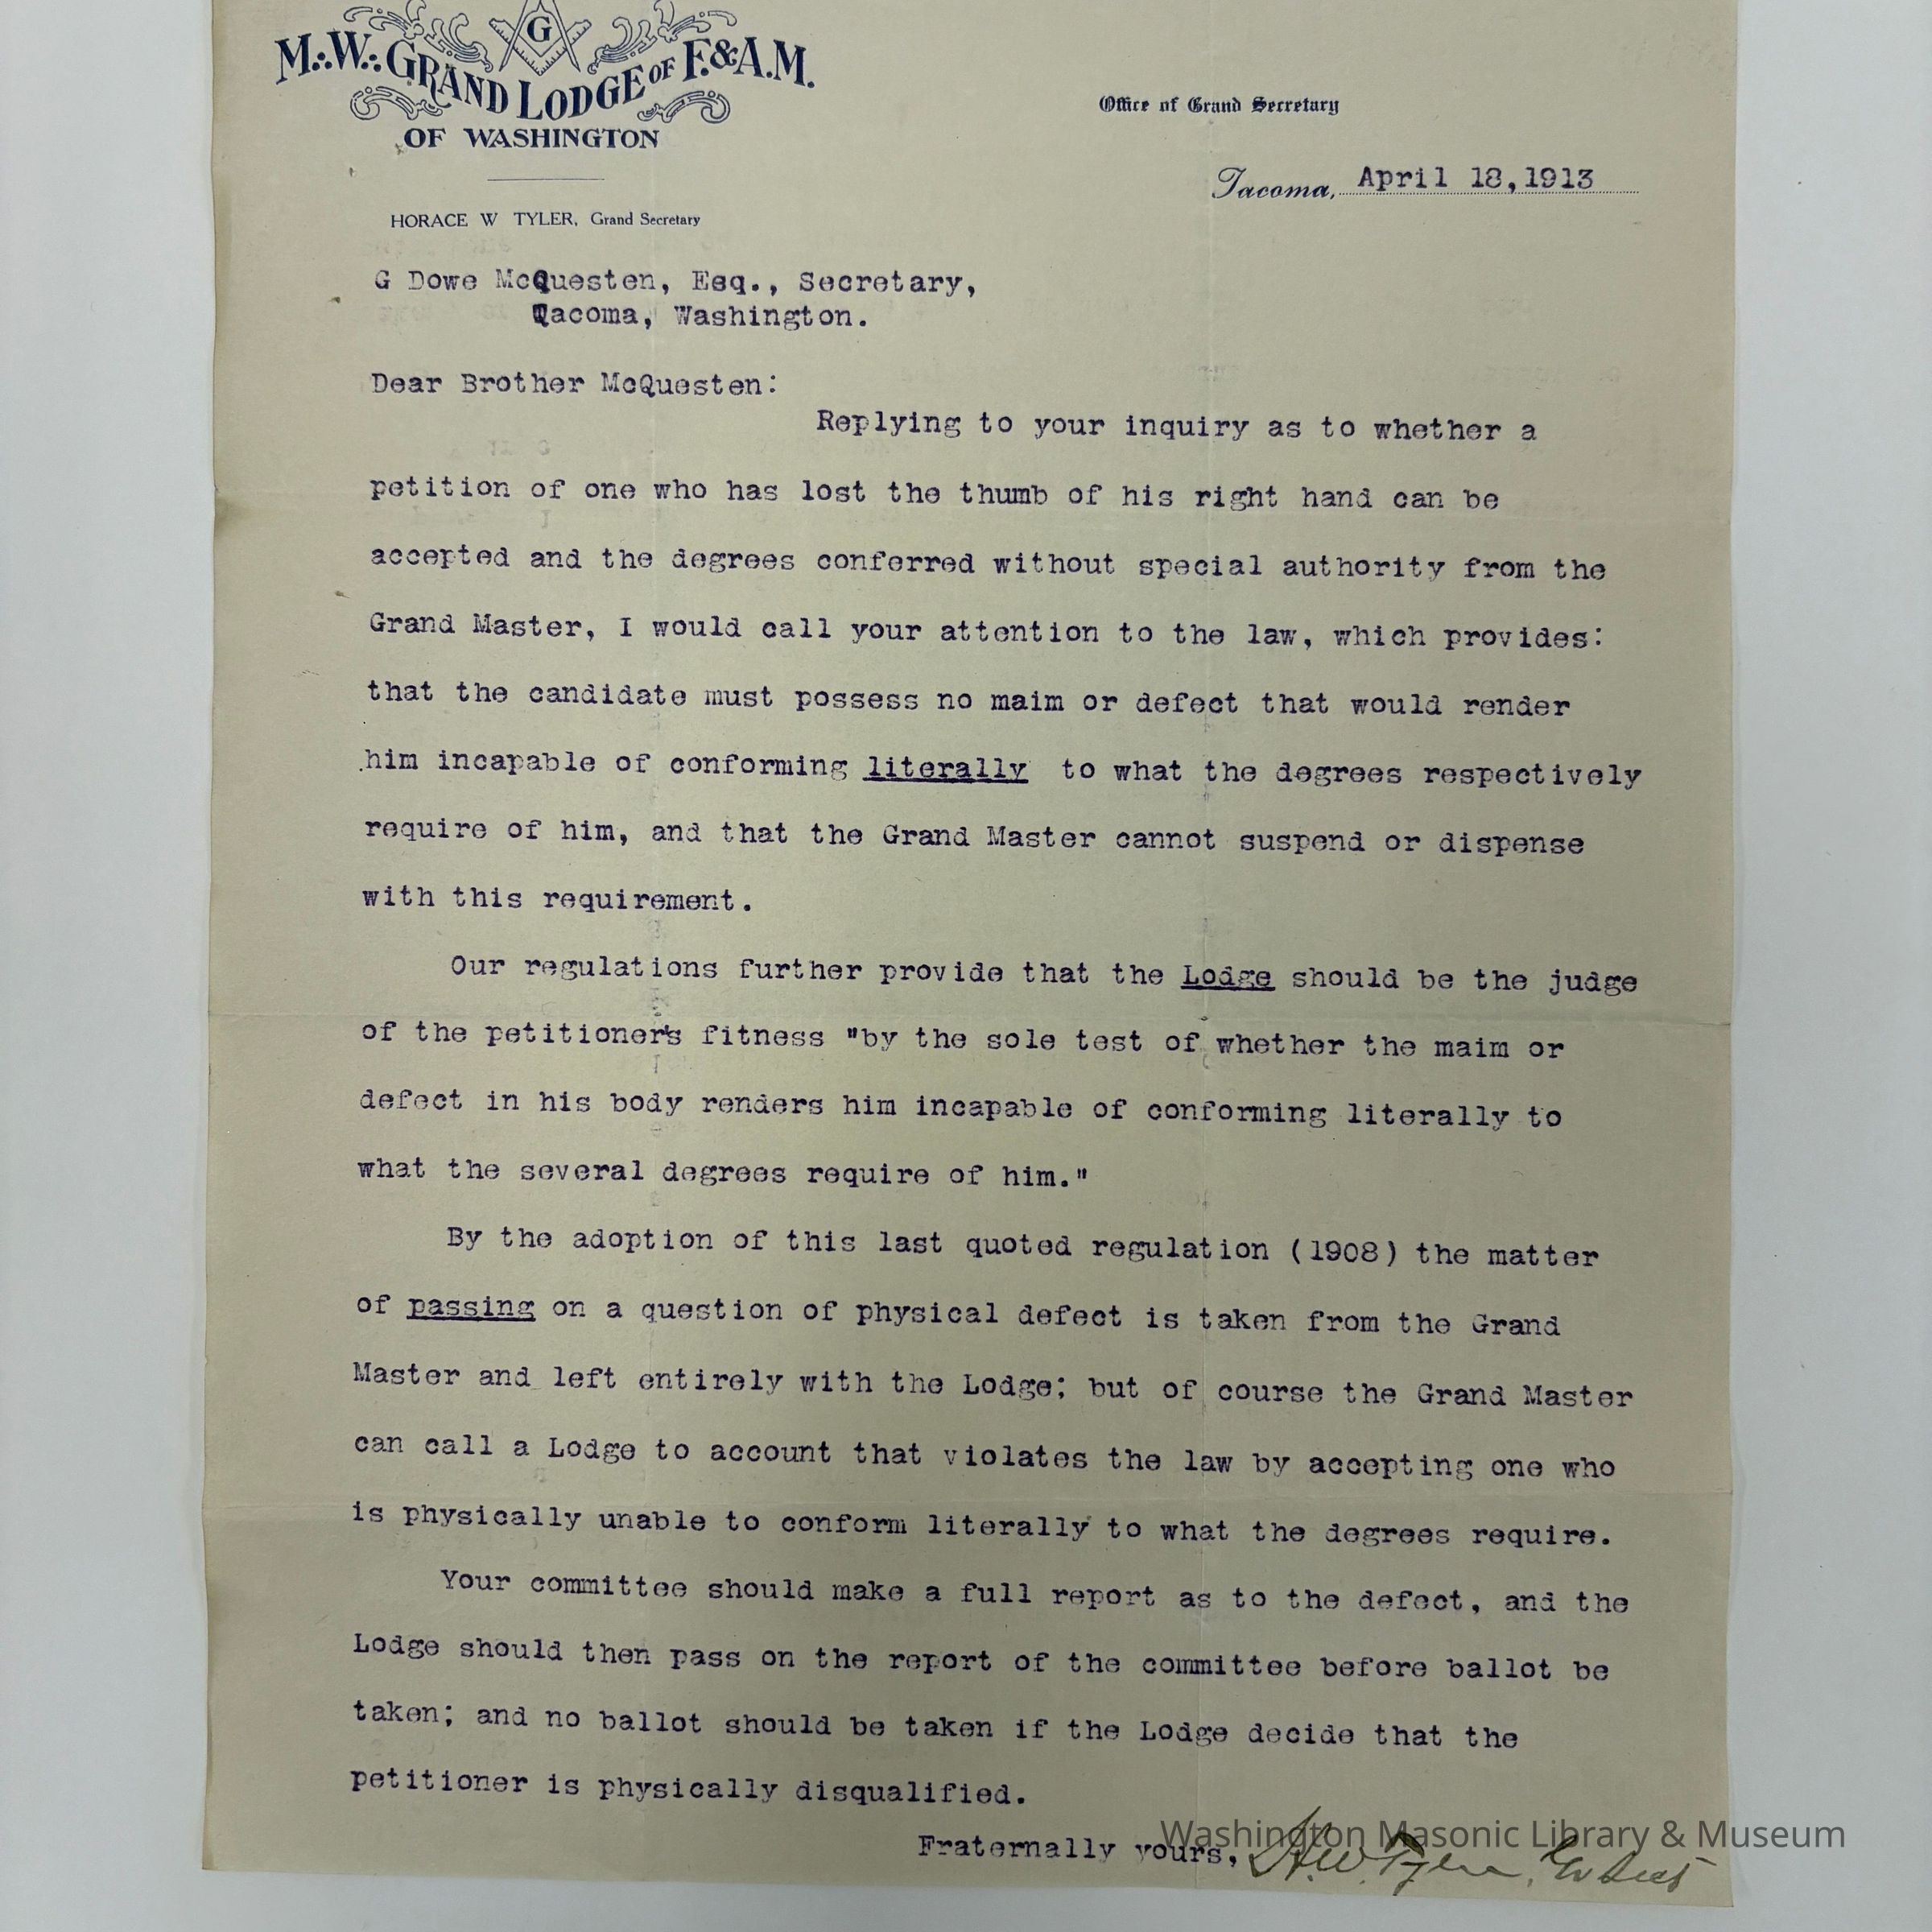 G
M∴W∴ GRAND LODGE OF F.&A.M.
OF WASHINGTON
Office of Grand Secretary
Tacoma, April 18, 1913
HORACE W TYLER, Grand Secretary
G Dowe McQuesten, Esq., Secretary,
Tacoma, Washington.
Dear Brother McQuesten:
Replying to your inquiry as to whether a
petition of one who has lost the thumb of his right hand can be
accepted and the degrees conferred without special authority from the
Grand Master, I would call your attention to the law, which provides:
that the candidate must possess no maim or defect that would render
him incapable of conforming literally to what the degrees respectively
require of him, and that the Grand Master cannot suspend or dispense
with this requirement.
Our regulations further provide that the Lodge should be the judge
of the petitioner's fitness "by the sole test of whether the maim or
defect in his body renders him incapable of conforming literally to
what the several degrees require of him."
By the adoption of this last quoted regulation (1908) the matter
of passing on a question of physical defect is taken from the Grand
Master and left entirely with the Lodge; but of course the Grand Master
can call a Lodge to account that violates the law by accepting one who
is physically unable to conform literally to what the degrees require.
Your committee should make a full report as to the defect, and the
Lodge should then pass on the report of the committee before ballot be
taken; and no ballot should be taken if the Lodge decide that the
petitioner is physically disqualified.
Washington Masonic Library & Museum
Fraternally yours, H.W. Tyler, Gr Sect